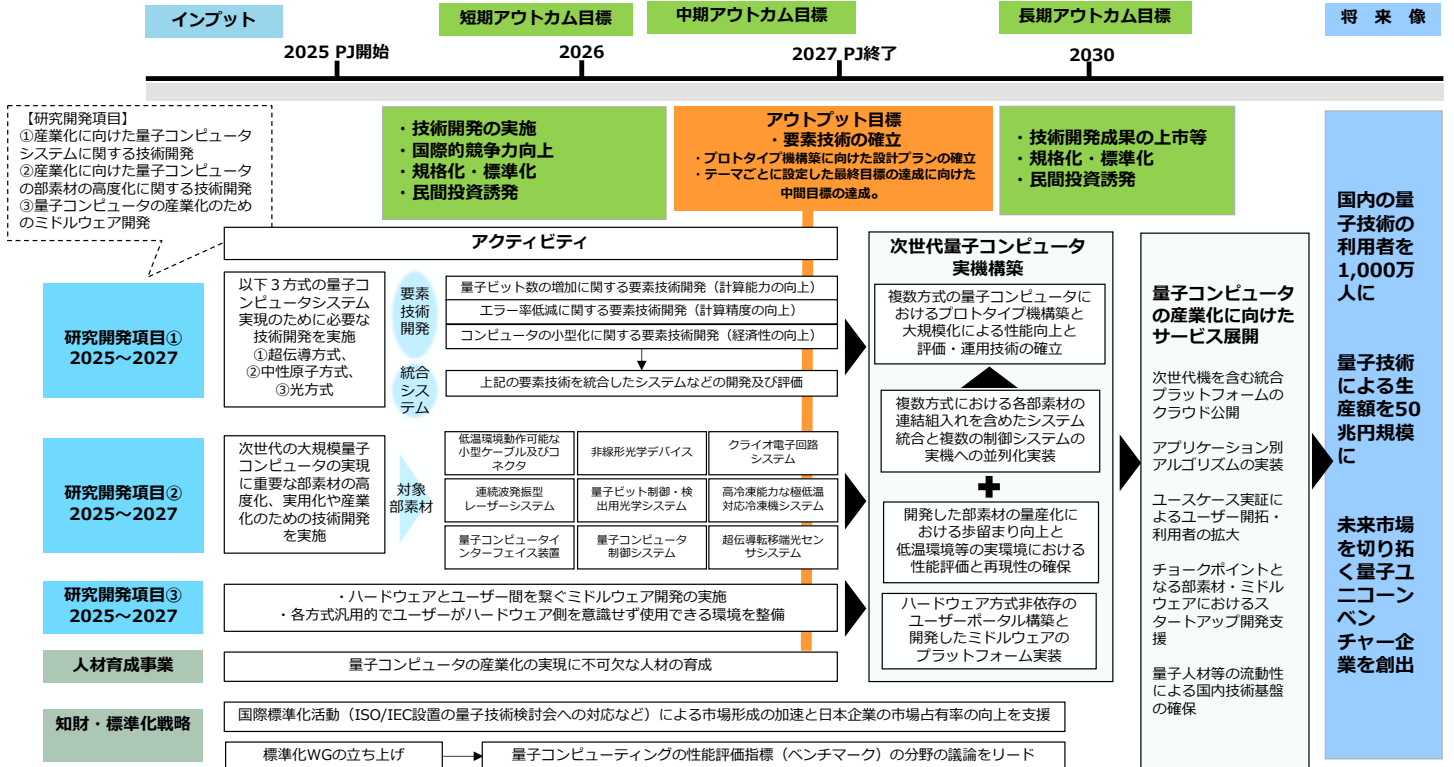 インプット
短期アウトカム目標
中期アウトカム目標
長期アウトカム目標
将 来 像
2025 PJ開始
2026
2027 PJ終了
2030
【研究開発項目】
①産業化に向けた量子コンピュータ
システムに関する技術開発
②産業化に向けた量子コンピュータ
の部素材の高度化に関する技術開発
③量子コンピュータの産業化のため
のミドルウェア開発
・技術開発の実施
・国際的競争力向上
・規格化・標準化
・民間投資誘発
アウトプット目標
・要素技術の確立
・プロトタイプ機構築に向けた設計プランの確立
・テーマごとに設定した最終目標の達成に向けた
中間目標の達成。
・技術開発成果の上市等
・規格化・標準化
・民間投資誘発
アクティビティ
研究開発項目①
2025～2027
以下３方式の量子コ
ンピュータシステム
実現のために必要な
技術開発を実施
①超伝導方式、
②中性原子方式、
③光方式
要素
技術
開発
量子ビット数の増加に関する要素技術開発（計算能力の向上）
エラー率低減に関する要素技術開発（計算精度の向上）
コンピュータの小型化に関する要素技術開発（経済性の向上）
統合
シス
テム
上記の要素技術を統合したシステムなどの開発及び評価
研究開発項目②
2025～2027
次世代の大規模量子
コンピュータの実現
に重要な部素材の高
度化、実用化や産業
化のための技術開発
を実施
対象
部素材
低温環境動作可能な
小型ケーブル及びコ
ネクタ
非線形光学デバイス
クライオ電子回路
システム
連続波発振型
レーザーシステム
量子ビット制御・検
出用光学システム
高冷凍能力な極低温
対応冷凍機システム
量子コンピュータイ
ンターフェイス装置
量子コンピュータ
制御システム
超伝導転移端光セン
サシステム
研究開発項目③
2025～2027
・ハードウェアとユーザー間を繋ぐミドルウェア開発の実施
・各方式汎用的でユーザーがハードウェア側を意識せず使用できる環境を整備
人材育成事業
量子コンピュータの産業化の実現に不可欠な人材の育成
知財・標準化戦略
国際標準化活動（ISO/IEC設置の量子技術検討会への対応など）による市場形成の加速と日本企業の市場占有率の向上を支援
標準化WGの立ち上げ
量子コンピューティングの性能評価指標（ベンチマーク）の分野の議論をリード
次世代量子コンピュータ
実機構築
複数方式の量子コンピュータに
おけるプロトタイプ機構築と
大規模化による性能向上と
評価・運用技術の確立
複数方式における各部素材の
連結組入れを含めたシステム
統合と複数の制御システムの
実機への並列化実装
開発した部素材の量産化に
おける歩留まり向上と
低温環境等の実環境における
性能評価と再現性の確保
ハードウェア方式非依存の
ユーザーポータル構築と
開発したミドルウェアの
プラットフォーム実装
量子コンピュータ
の産業化に向けた
サービス展開
次世代機を含む統合
プラットフォームの
クラウド公開
アプリケーション別
アルゴリズムの実装
ユースケース実証に
よるユーザー開拓・
利用者の拡大
チョークポイントと
なる部素材・ミドル
ウェアにおけるス
タートアップ開発支
援
量子人材等の流動性
による国内技術基盤
の確保
国内の量
子技術の
利用者を
1,000万
人に
量子技術
による生
産額を50
兆円規模
に
未来市場
を切り拓
く量子ユ
ニコーン
ベン
チャー企
業を創出